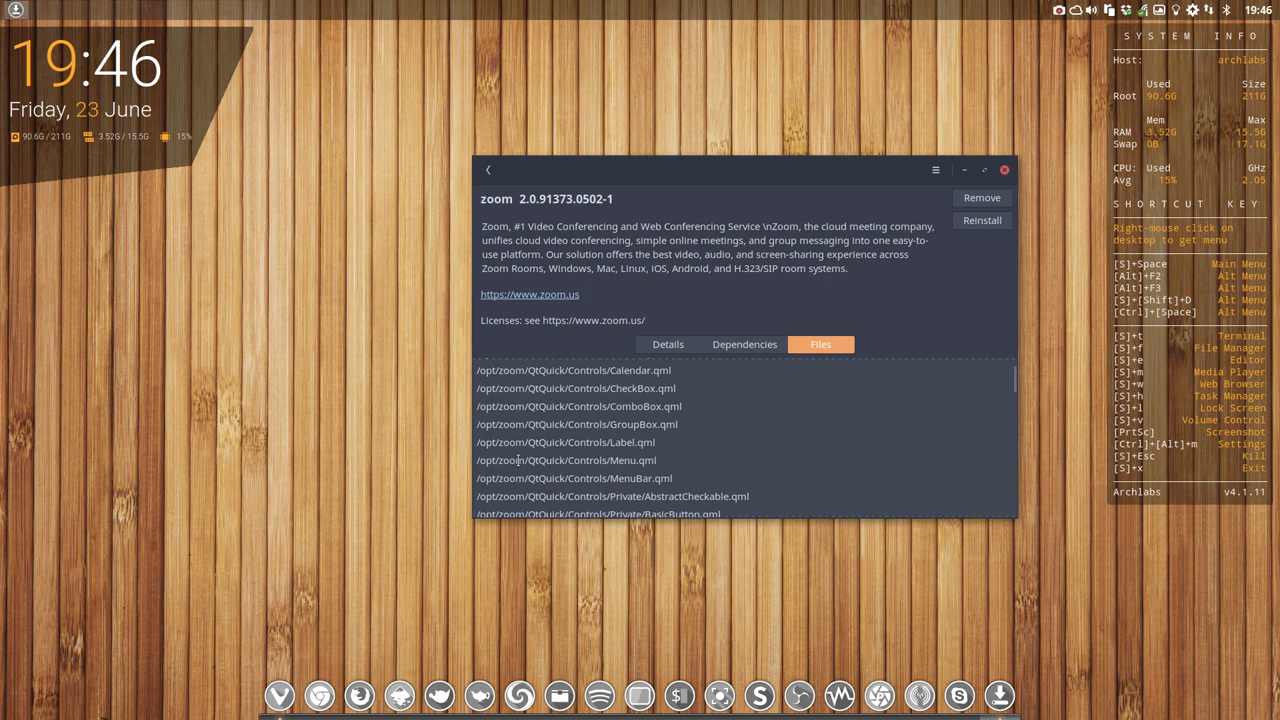 19:46
19:46
Friday, 23 June
90.6G / 211G 3.52G / 15.5G 15%
zoom 2.0.91373.0502-1
Remove
Reinstall
Zoom, #1 Video Conferencing and Web Conferencing Service \nZoom, the cloud meeting company,
unifies cloud video conferencing, simple online meetings, and group messaging into one easy-to-
use platform. Our solution offers the best video, audio, and screen-sharing experience across
Zoom Rooms, Windows, Mac, Linux, iOS, Android, and H.323/SIP room systems.
https://www.zoom.us
Licenses: see https://www.zoom.us/
Details Dependencies Files
/opt/zoom/QtQuick/Controls/Calendar.qml
/opt/zoom/QtQuick/Controls/CheckBox.qml
/opt/zoom/QtQuick/Controls/ComboBox.qml
/opt/zoom/QtQuick/Controls/GroupBox.qml
/opt/zoom/QtQuick/Controls/Label.qml
/opt/zoom/QtQuick/Controls/Menu.qml
/opt/zoom/QtQuick/Controls/MenuBar.qml
/opt/zoom/QtQuick/Controls/Private/AbstractCheckable.qml
/opt/zoom/QtQuick/Controls/Private/BasicButton.qml
SYSTEM INFO
Host: archlabs
Used Size
Root 90.6G 211G
Mem Max
RAM 3.52G 15.5G
Swap 0B 17.1G
CPU: Used GHz
Avg 15% 2.05
SHORTCUT KEY
Right-mouse click on
desktop to get menu
[S]+Space Main Menu
[Alt]+F2 Alt Menu
[Alt]+F3 Alt Menu
[S]+[Shift]+D Alt Menu
[Ctrl]+[Space] Alt Menu
[S]+t Terminal
[S]+f File Manager
[S]+e Editor
[S]+m Media Player
[S]+w Web Browser
[S]+h Task Manager
[S]+l Lock Screen
[S]+v Volume Control
[PrtSc] Screenshot
[Ctrl]+[Alt]+m Settings
[S]+Esc Kill
[S]+x Exit
Archlabs v4.1.11